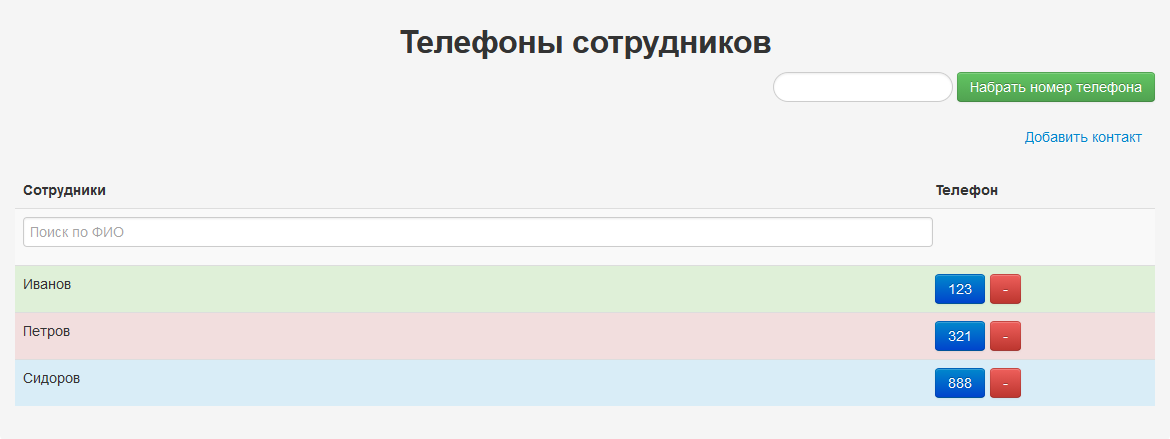 Телефоны сотрудников
Набрать номер телефона
Добавить контакт
Сотрудники Телефон
Поиск по ФИО
Иванов 123 -
Петров 321 -
Сидоров 888 -